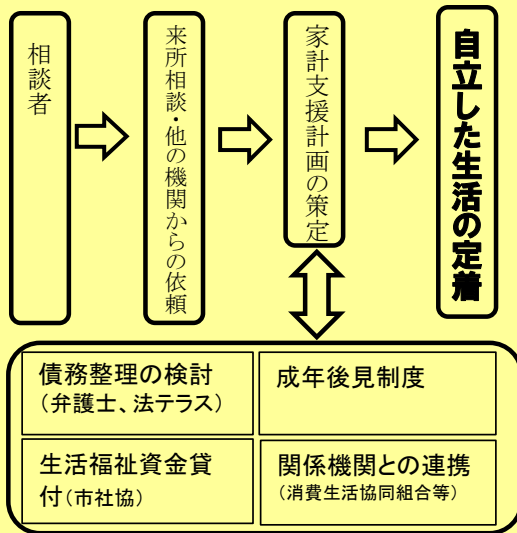 相談者
来所相談・他の機関からの依頼
家計支援計画の策定
自立した生活の定着
債務整理の検討
（弁護士、法テラス）
成年後見制度
生活福祉資金貸
付（市社協）
関係機関との連携
（消費生活協同組合等）